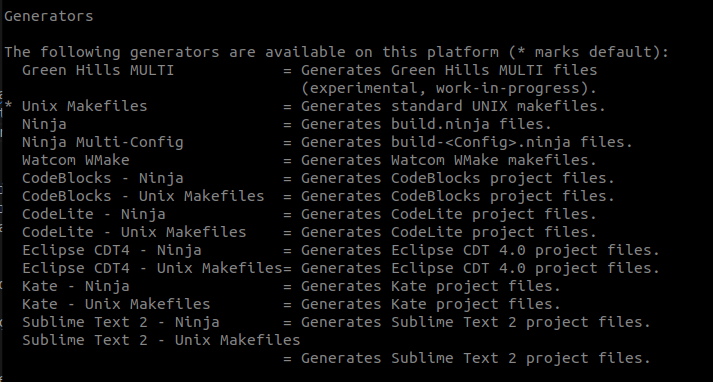 Generators
The following generators are available on this platform (* marks default):
  Green Hills MULTI            = Generates Green Hills MULTI files
                                 (experimental, work-in-progress).
* Unix Makefiles               = Generates standard UNIX makefiles.
  Ninja                        = Generates build.ninja files.
  Ninja Multi-Config           = Generates build-<Config>.ninja files.
  Watcom WMake                 = Generates Watcom WMake makefiles.
  CodeBlocks - Ninja           = Generates CodeBlocks project files.
  CodeBlocks - Unix Makefiles  = Generates CodeBlocks project files.
  CodeLite - Ninja             = Generates CodeLite project files.
  CodeLite - Unix Makefiles    = Generates CodeLite project files.
  Eclipse CDT4 - Ninja         = Generates Eclipse CDT 4.0 project files.
  Eclipse CDT4 - Unix Makefiles= Generates Eclipse CDT 4.0 project files.
  Kate - Ninja                 = Generates Kate project files.
  Kate - Unix Makefiles        = Generates Kate project files.
  Sublime Text 2 - Ninja       = Generates Sublime Text 2 project files.
  Sublime Text 2 - Unix Makefiles
                               = Generates Sublime Text 2 project files.